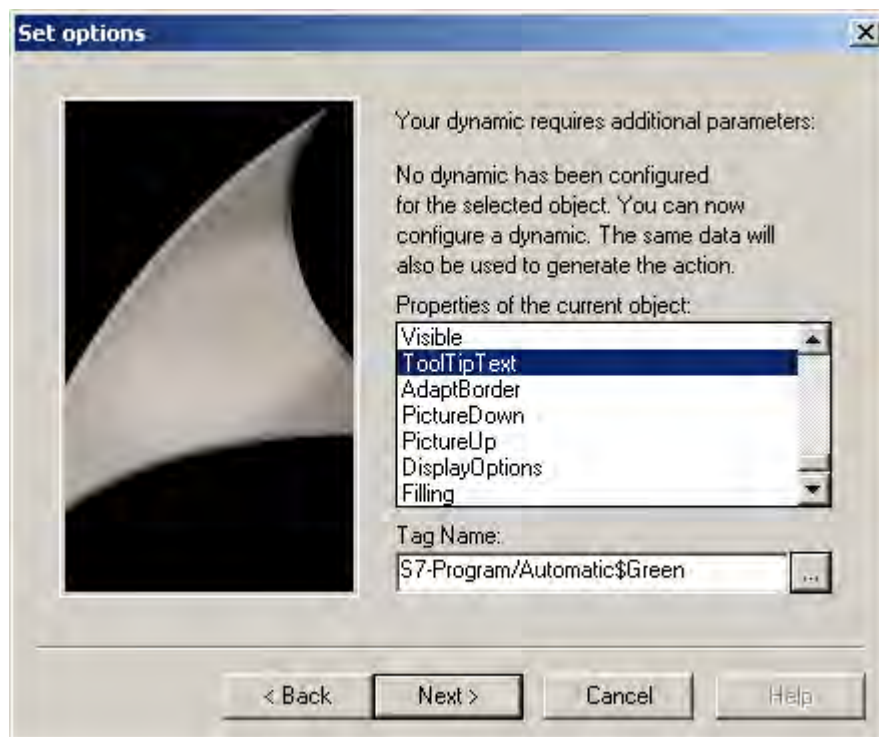 Set options
Your dynamic requires additional parameters:
No dynamic has been configured
for the selected object. You can now
configure a dynamic. The same data will
also be used to generate the action.
Properties of the current object:
Visible
ToolTipText
AdaptBorder
PictureDown
PictureUp
DisplayOptions
Filling
Tag Name:
S7-Program/Automatic$Green
...
< Back
Next >
Cancel
Help